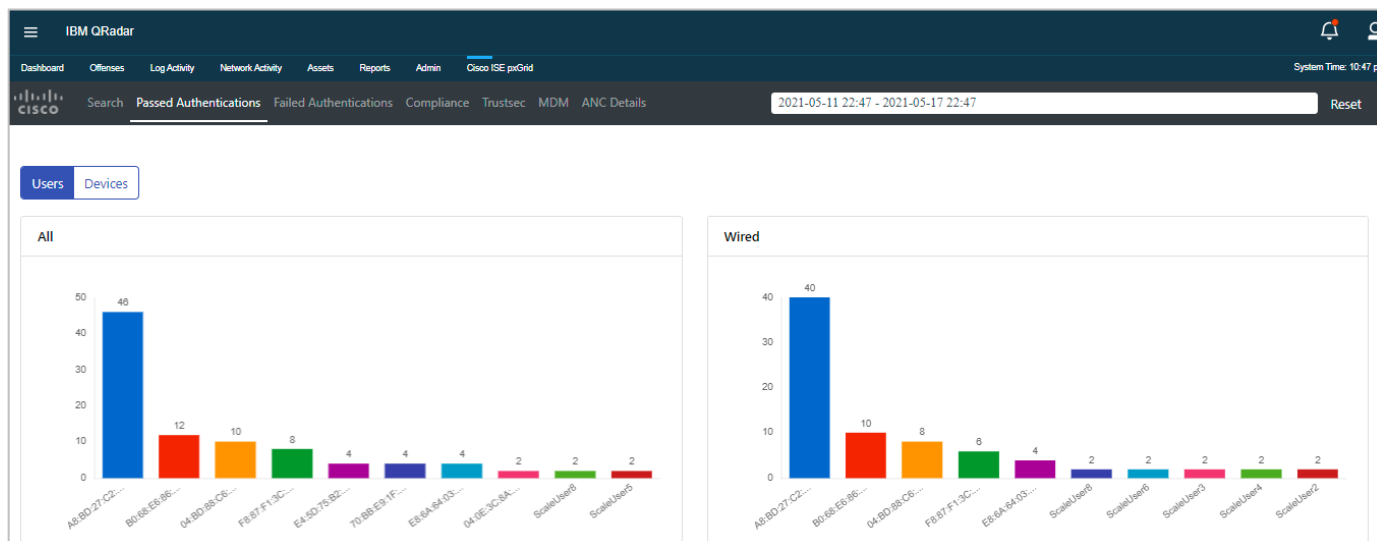 IBM QRadar
Dashboard Offenses Log Activity Network Activity Assets Reports Admin Cisco ISE pxGrid System Time: 10:47 p
CISCO Search Passed Authentications Failed Authentications Compliance Trustsec MDM ANC Details 2021-05-11 22:47 - 2021-05-17 22:47 Reset
Users Devices
All
50
40
30
20
10
0
46
12
10
8
4
4
4
2
2
2
A8:BD:27:C2:...
B0:68:E6:86:...
04:BD:88:C6:...
F8:87:F1:3C:...
E4:5D:75:B2:...
70:BB:E9:1F:...
E8:6A:64:03:...
04:0E:3C:8A:...
ScaleUser8
ScaleUser5
Wired
40
30
20
10
0
40
10
8
6
4
2
2
2
2
2
A8:BD:27:C2:...
B0:68:E6:86:...
04:BD:88:C6:...
F8:87:F1:3C:...
E8:6A:64:03:...
ScaleUser8
ScaleUser6
ScaleUser3
ScaleUser4
ScaleUser2